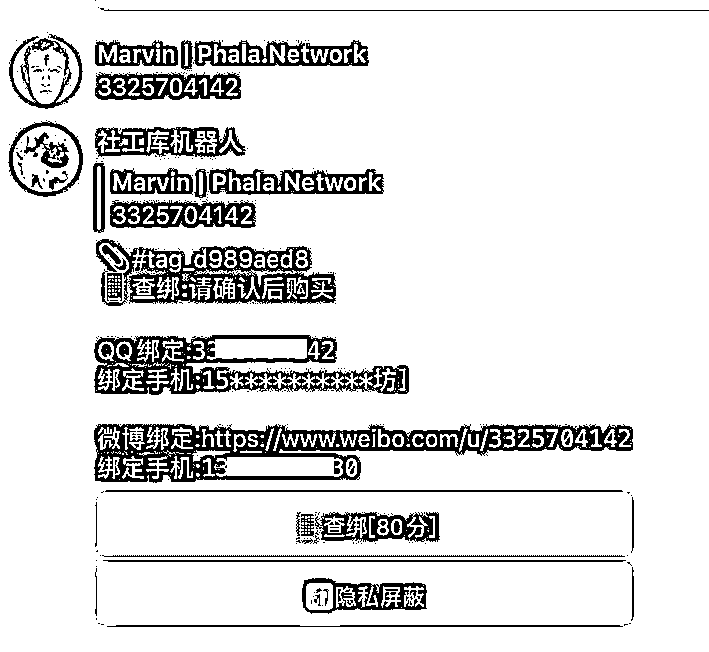 Marvin | Phala.Network
3325704142
社工库机器人
Marvin | Phala.Network
3325704142
#tag_d989aed8
查绑:请确认后购买
QQ绑定:33 42
绑定手机:15**********坊]
微博绑定:https://www.weibo.com/u/3325704142
绑定手机:13 30
查绑[80分]
隐私屏蔽